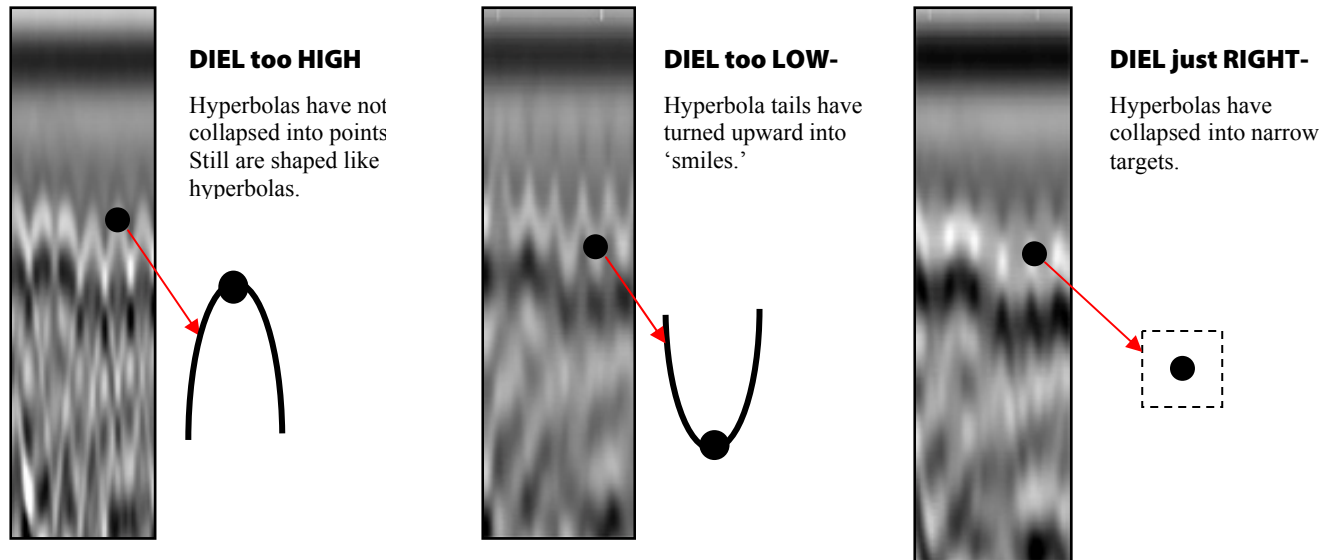 DIEL too HIGH
Hyperbolas have not
collapsed into points
Still are shaped like
hyperbolas.
DIEL too LOW-
Hyperbola tails have
turned upward into
‘smiles.’
DIEL just RIGHT-
Hyperbolas have
collapsed into narrow
targets.